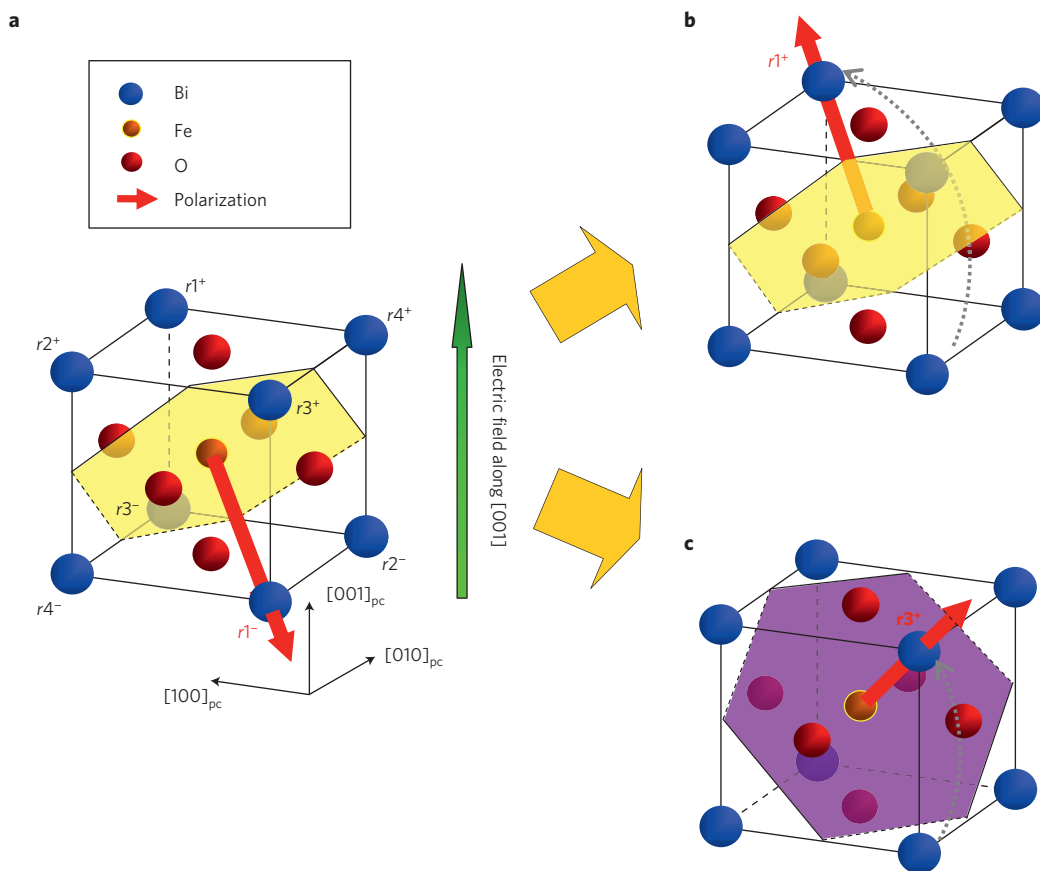 a
Bi
Fe
O
Polarization
r1⁺
r2⁺
r4⁺
r3⁺
r3⁻
r2⁻
r4⁻
r1⁻
[001]pc
[010]pc
[100]pc
Electric field along [001]
b
r1⁺
c
r3⁺